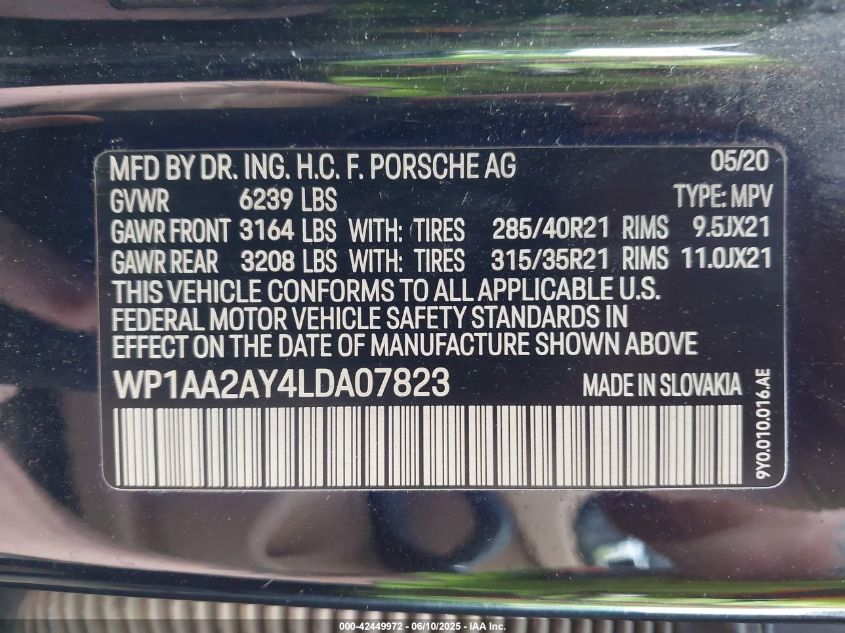 MFD BY DR. ING. H.C. F. PORSCHE AG 05/20
GVWR 6239 LBS TYPE: MPV
GAWR FRONT 3164 LBS WITH: TIRES 285/40R21 RIMS 9.5JX21
GAWR REAR 3208 LBS WITH: TIRES 315/35R21 RIMS 11.0JX21
THIS VEHICLE CONFORMS TO ALL APPLICABLE U.S.
FEDERAL MOTOR VEHICLE SAFETY STANDARDS IN
EFFECT ON THE DATE OF MANUFACTURE SHOWN ABOVE
WP1AA2AY4LDA07823 MADE IN SLOVAKIA
9Y0.010.016.AE
000-42449972 - 06/10/2025 - IAA Inc.